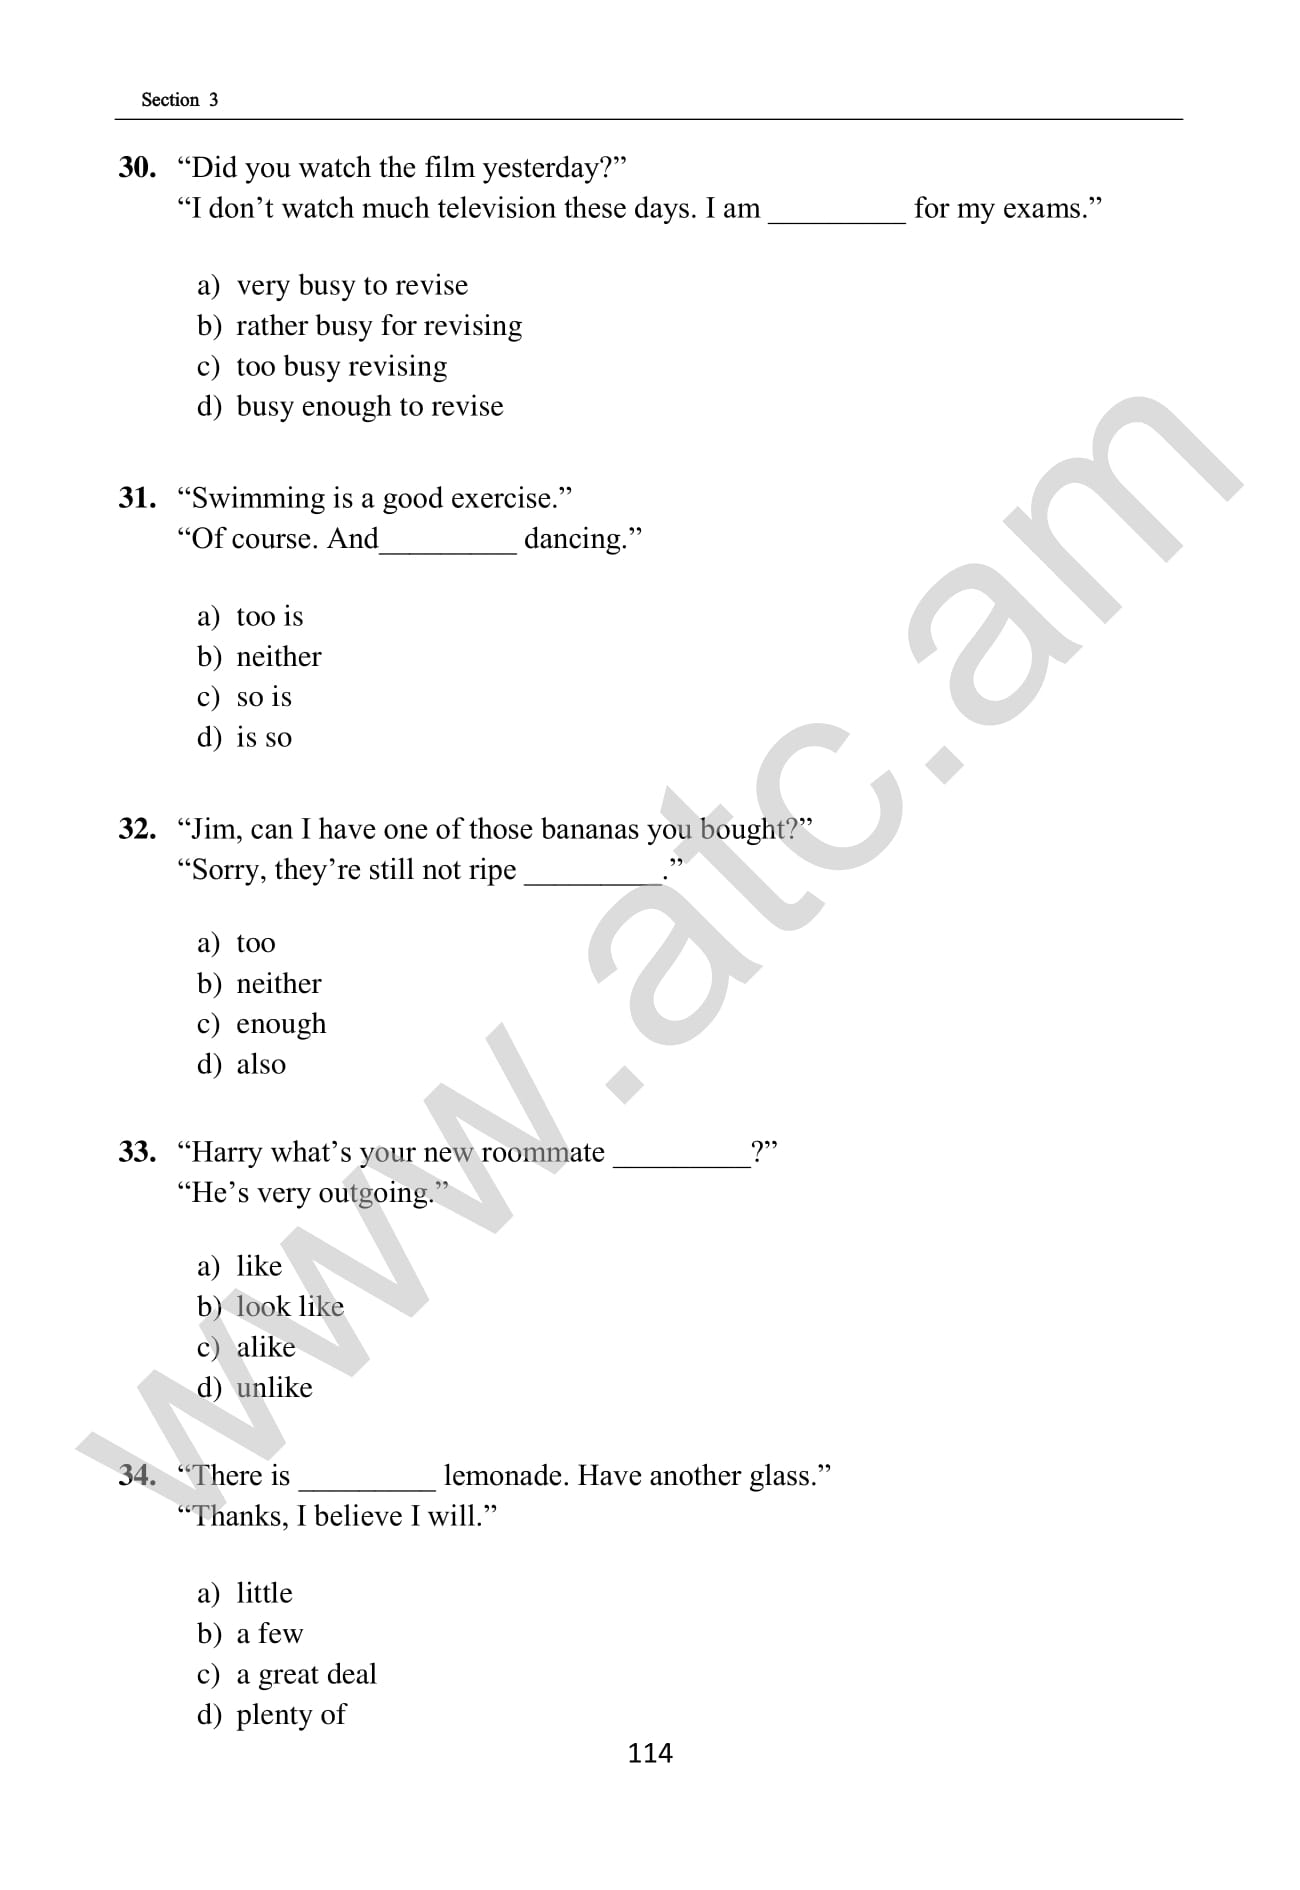 Section 3
30. “Did you watch the film yesterday?”
“I don’t watch much television these days. I am _________ for my exams.”
a) very busy to revise
b) rather busy for revising
c) too busy revising
d) busy enough to revise
31. “Swimming is a good exercise.”
“Of course. And_________ dancing.”
a) too is
b) neither
c) so is
d) is so
32. “Jim, can I have one of those bananas you bought?”
“Sorry, they’re still not ripe _________.”
a) too
b) neither
c) enough
d) also
33. “Harry what’s your new roommate _________?”
“He’s very outgoing.”
a) like
b) look like
c) alike
d) unlike
34. “There is _________ lemonade. Have another glass.”
“Thanks, I believe I will.”
a) little
b) a few
c) a great deal
d) plenty of
114
www.atc.am